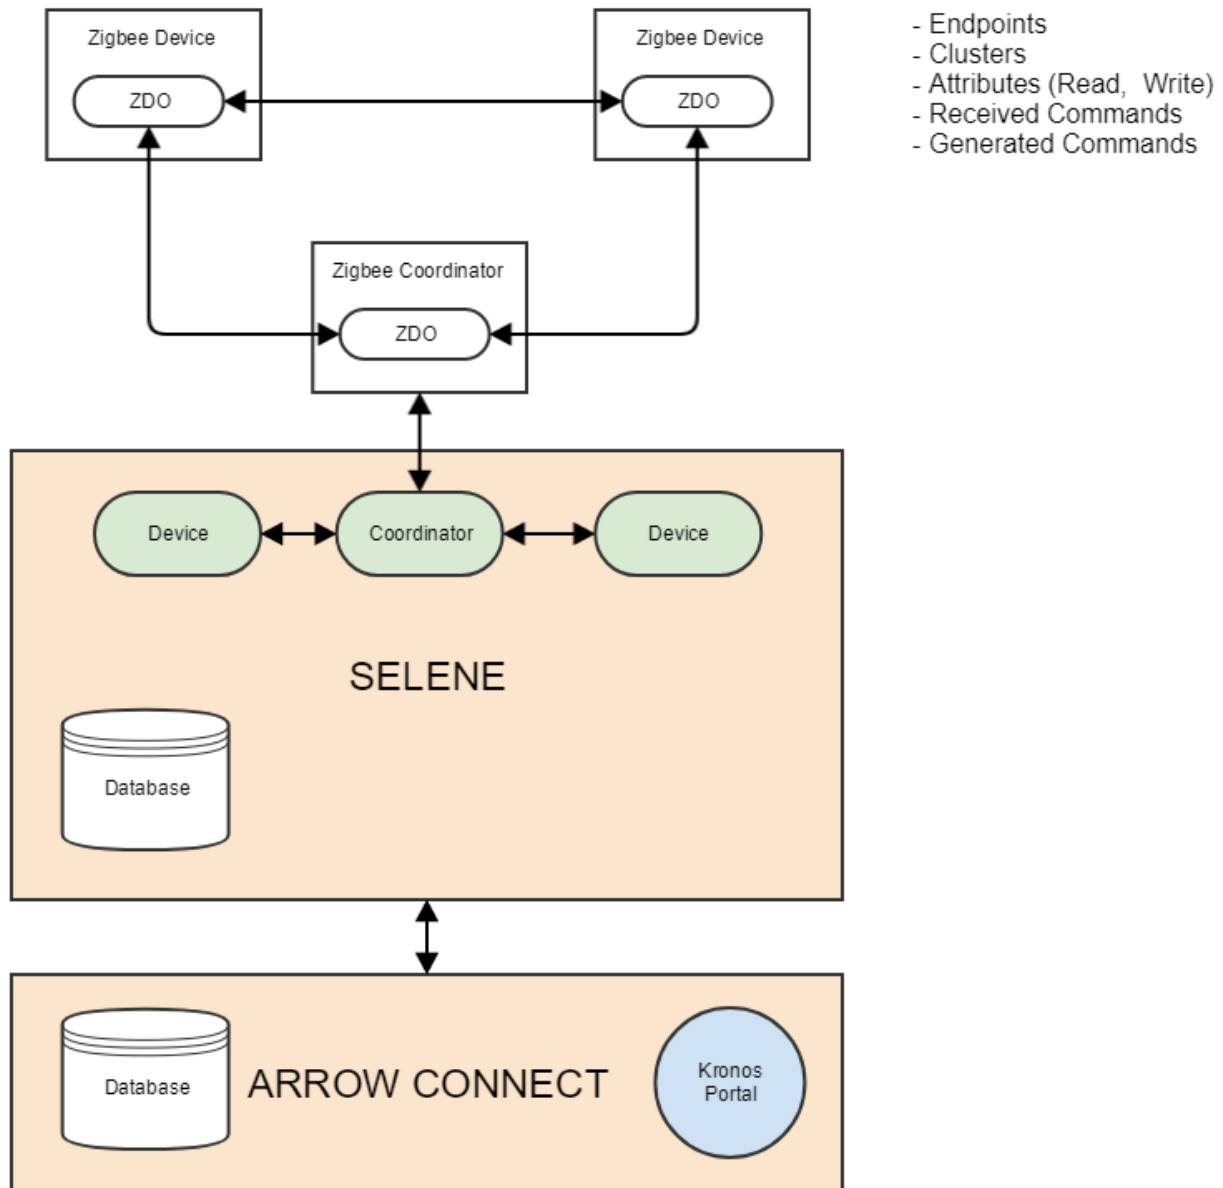 Zigbee Device
ZDO
Zigbee Device
ZDO
- Endpoints
- Clusters
- Attributes (Read, Write)
- Received Commands
- Generated Commands
Zigbee Coordinator
ZDO
Device
Coordinator
Device
SELENE
Database
Database
ARROW CONNECT
Kronos
Portal